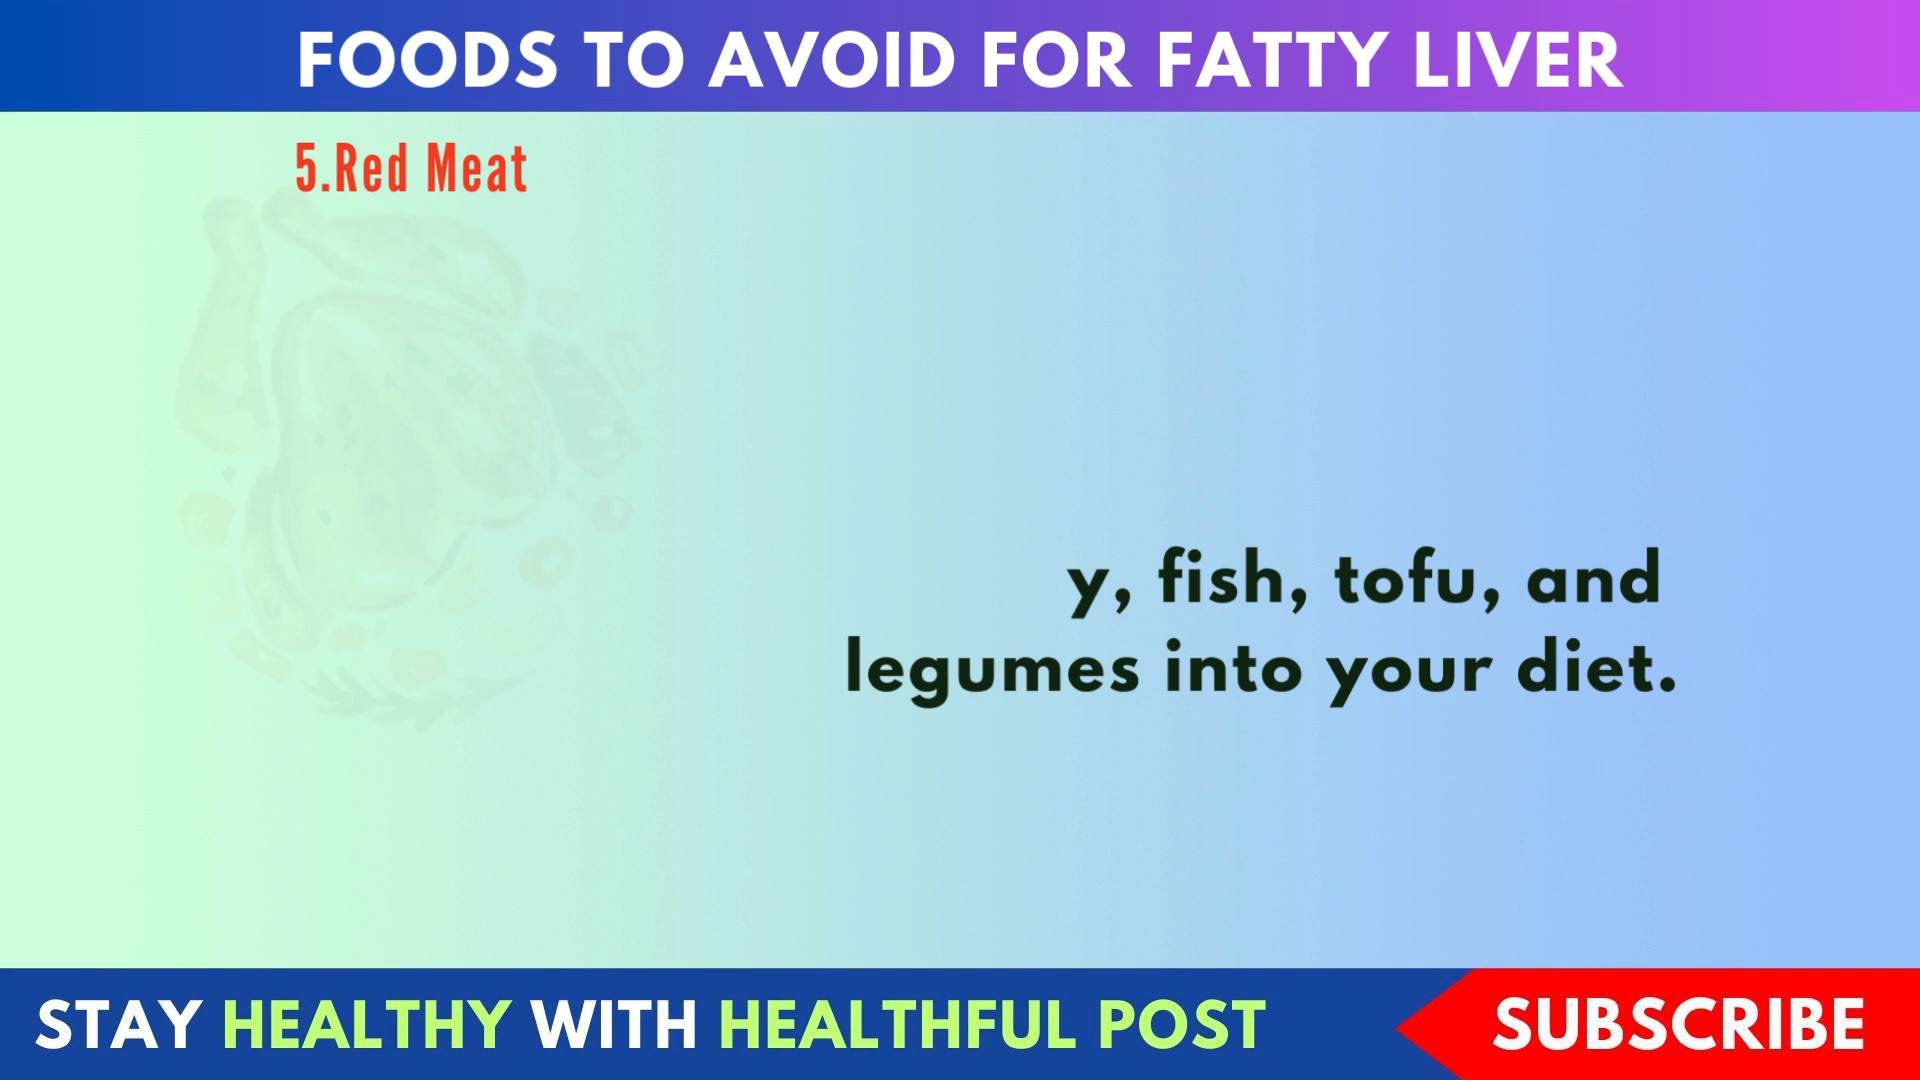 FOODS TO AVOID FOR FATTY LIVER
5.Red Meat
y, fish, tofu, and
legumes into your diet.
STAY HEALTHY WITH HEALTHFUL POST
SUBSCRIBE